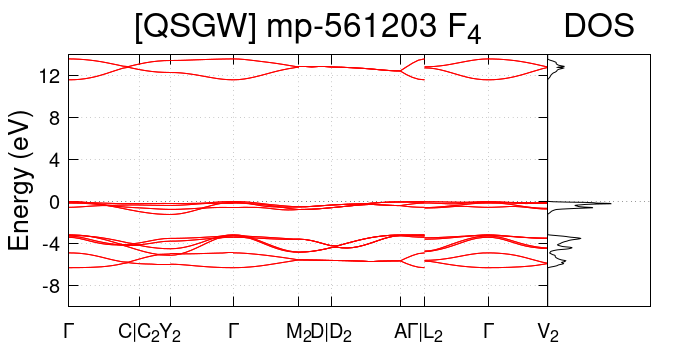 [QSGW] mp-561203 F₄ DOS
Energy (eV)
12
8
4
0
-4
-8
Γ C|C₂Y₂ Γ M₂D|D₂ AΓ|L₂ Γ V₂